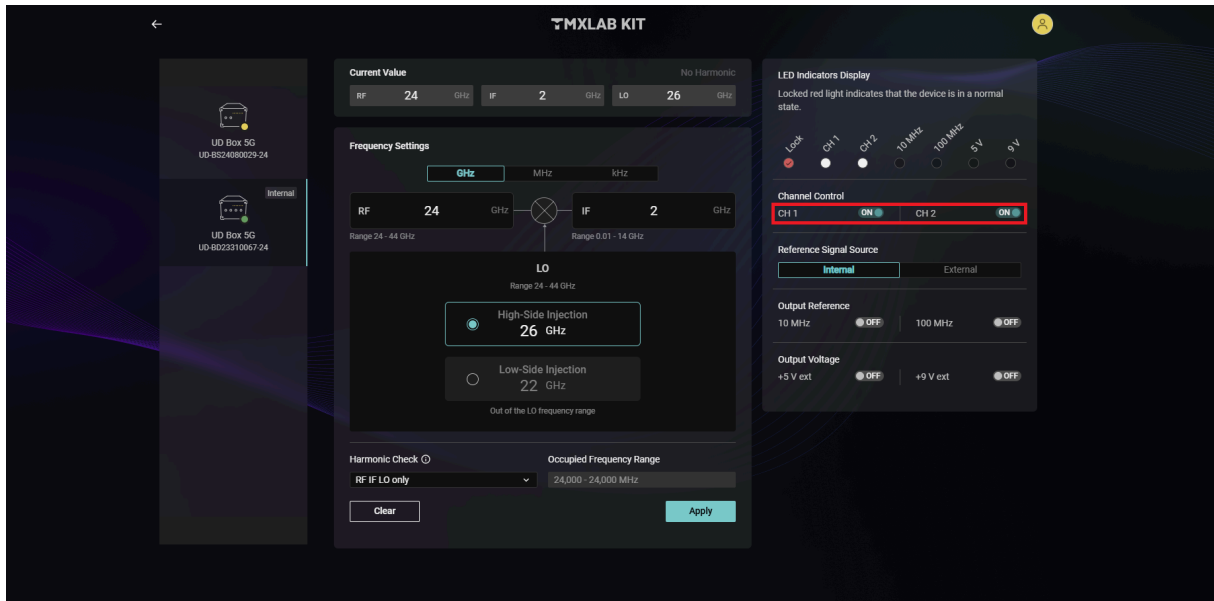 TMXLAB KIT
UD Box 5G
UD-BS24080029-24
Internal
UD Box 5G
UD-BD23310067-24
Current Value
No Harmonic
RF 24 GHz IF 2 GHz LO 26 GHz
Frequency Settings
GHz MHz kHz
RF 24 GHz IF 2 GHz
Range 24 - 44 GHz Range 0.01 - 14 GHz
LO
Range 24 - 44 GHz
High-Side Injection
26 GHz
Low-Side Injection
22 GHz
Out of the LO frequency range
Harmonic Check Occupied Frequency Range
RF IF LO only 24,000 - 24,000 MHz
Clear Apply
LED Indicators Display
Locked red light indicates that the device is in a normal
state.
Lock CH 1 CH 2 10 MHz 100 MHz 5 V 9 V
Channel Control
CH 1 ON CH 2 ON
Reference Signal Source
Internal External
Output Reference
10 MHz OFF 100 MHz OFF
Output Voltage
+5 V ext OFF +9 V ext OFF